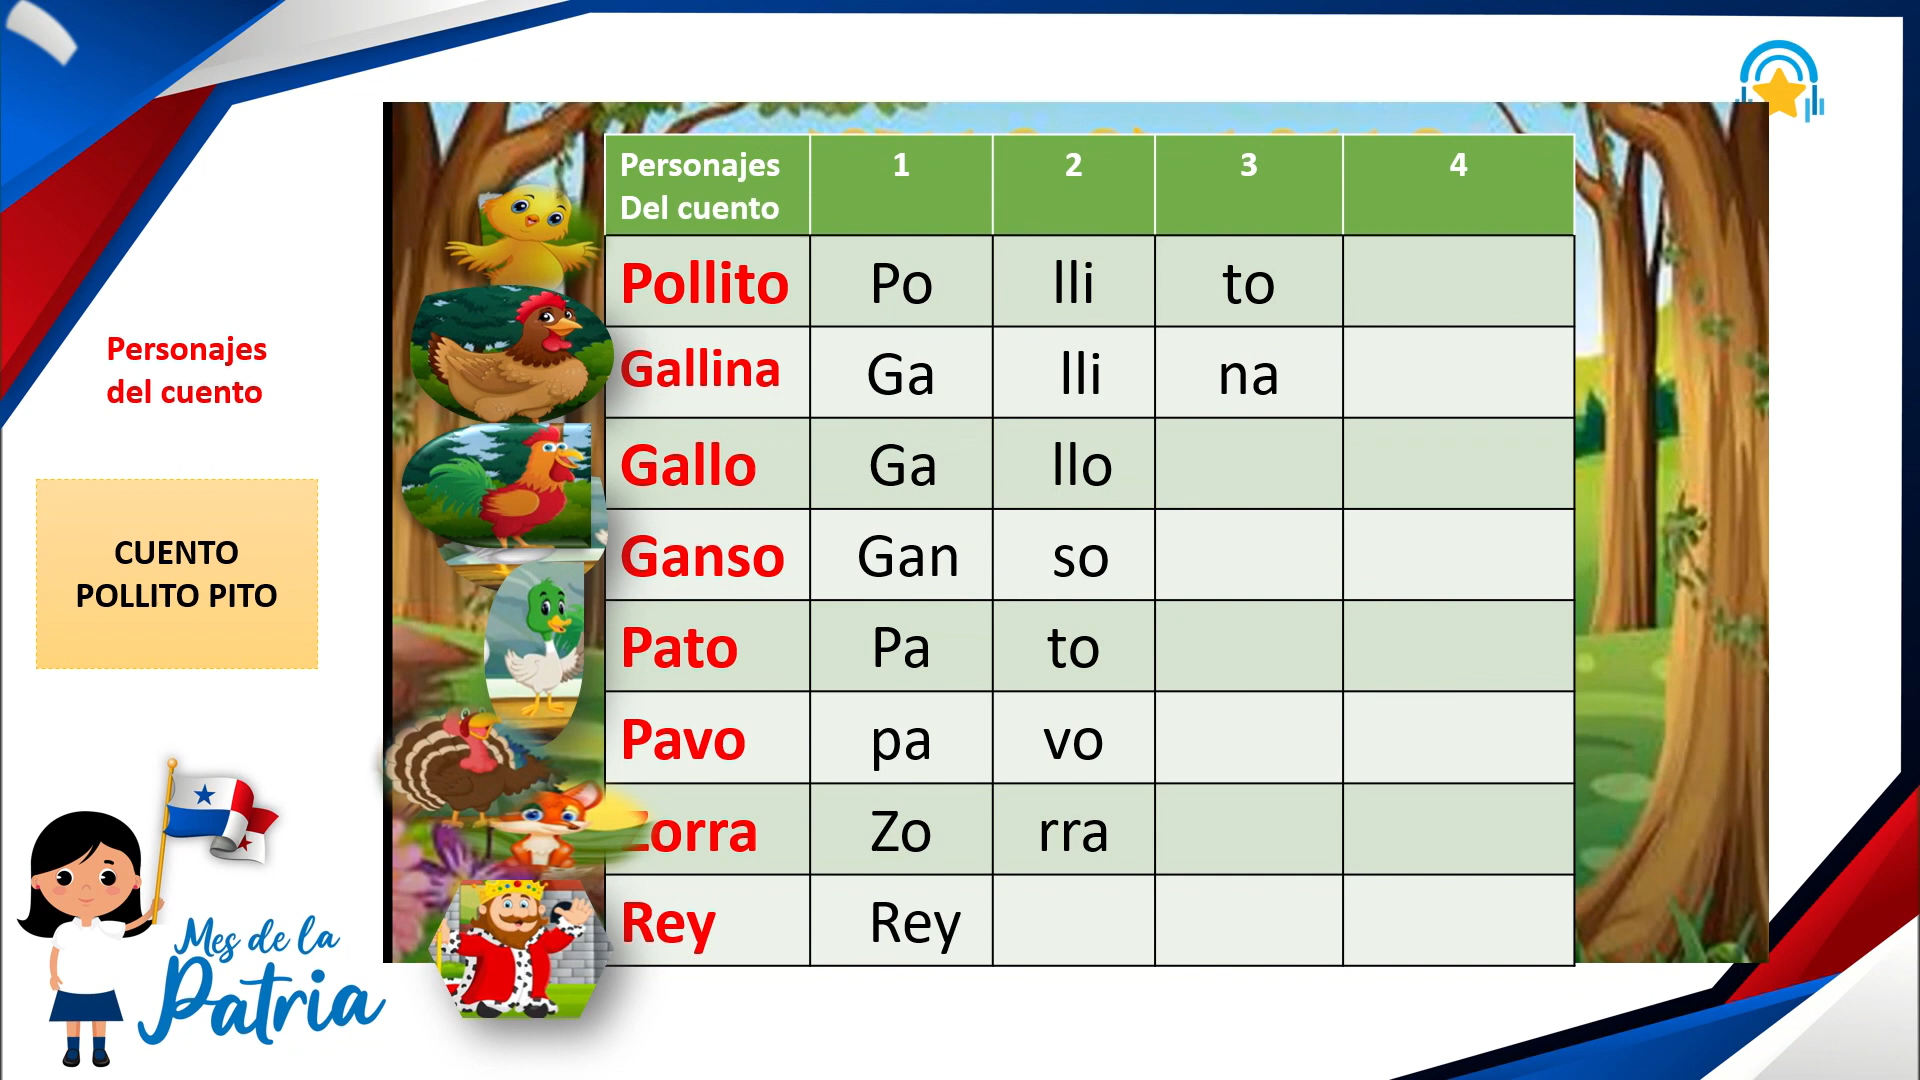 Personajes
del cuento
CUENTO
POLLITO PITO
Mes de la
Patria
Personajes Del cuento 1 2 3 4
Pollito Po lli to
Gallina Ga lli na
Gallo Ga llo
Ganso Gan so
Pato Pa to
Pavo pa vo
Zorra Zo rra
Rey Rey